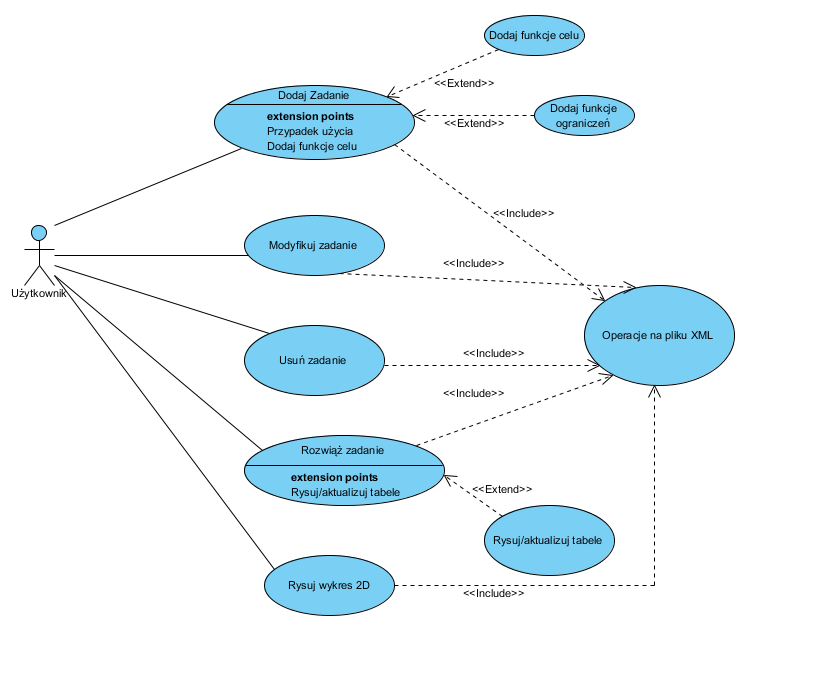 Dodaj funkcje celu
<<Extend>>
Dodaj Zadanie
extension points
Przypadek użycia
Dodaj funkcje celu
Dodaj funkcje
ograniczeń
<<Extend>>
<<Include>>
Modyfikuj zadanie
<<Include>>
Użytkownik
Operacje na pliku XML
Usuń zadanie
<<Include>>
<<Include>>
Rozwiąż zadanie
extension points
Rysuj/aktualizuj tabele
<<Extend>>
Rysuj/aktualizuj tabele
Rysuj wykres 2D
<<Include>>